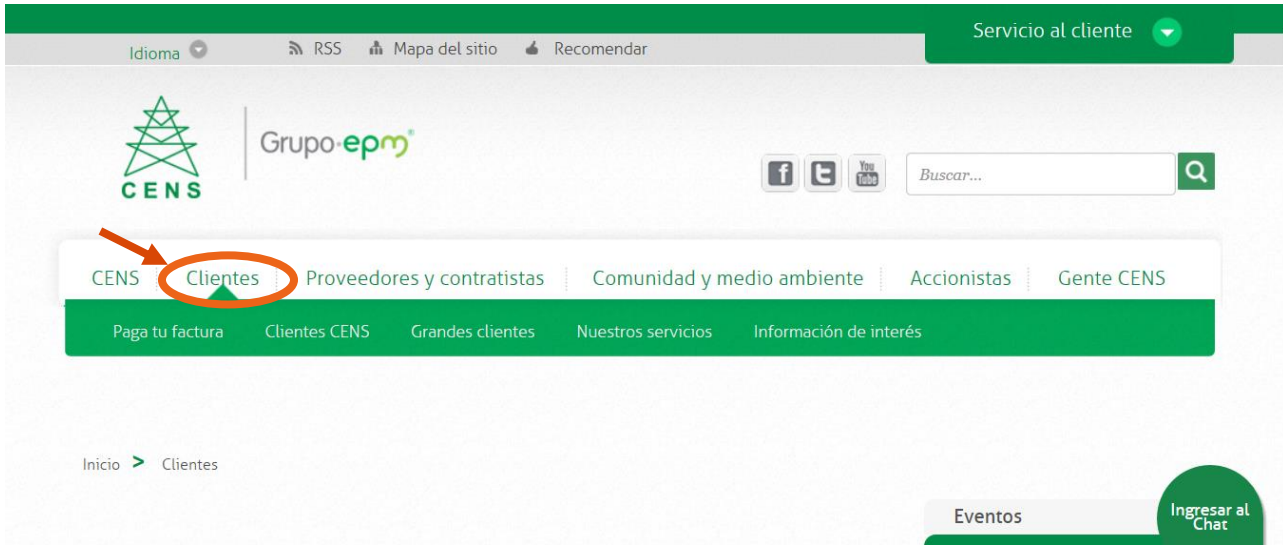 Servicio al cliente
Idioma RSS Mapa del sitio Recomendar
Grupo·epm®
CENS
You
Tube
Buscar...
CENS Clientes Proveedores y contratistas Comunidad y medio ambiente Accionistas Gente CENS
Paga tu factura Clientes CENS Grandes clientes Nuestros servicios Información de interés
Inicio > Clientes
Eventos
Ingresar al
Chat